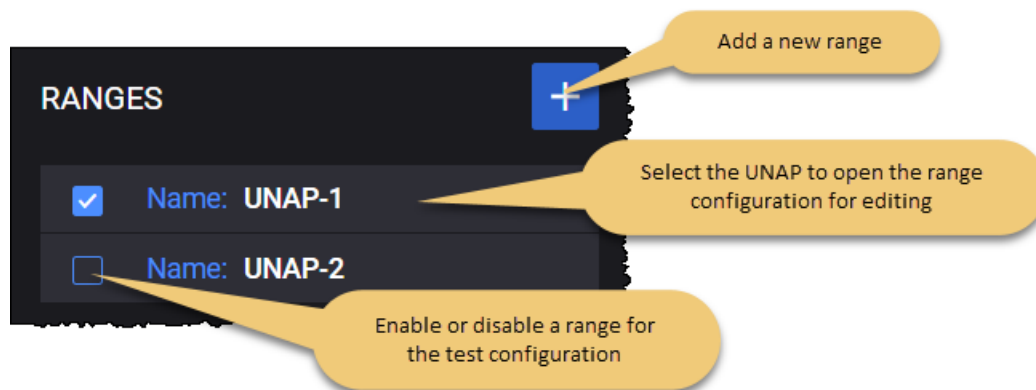 Add a new range
RANGES
+
Select the UNAP to open the range
configuration for editing
Name: UNAP-1
Name: UNAP-2
Enable or disable a range for
the test configuration